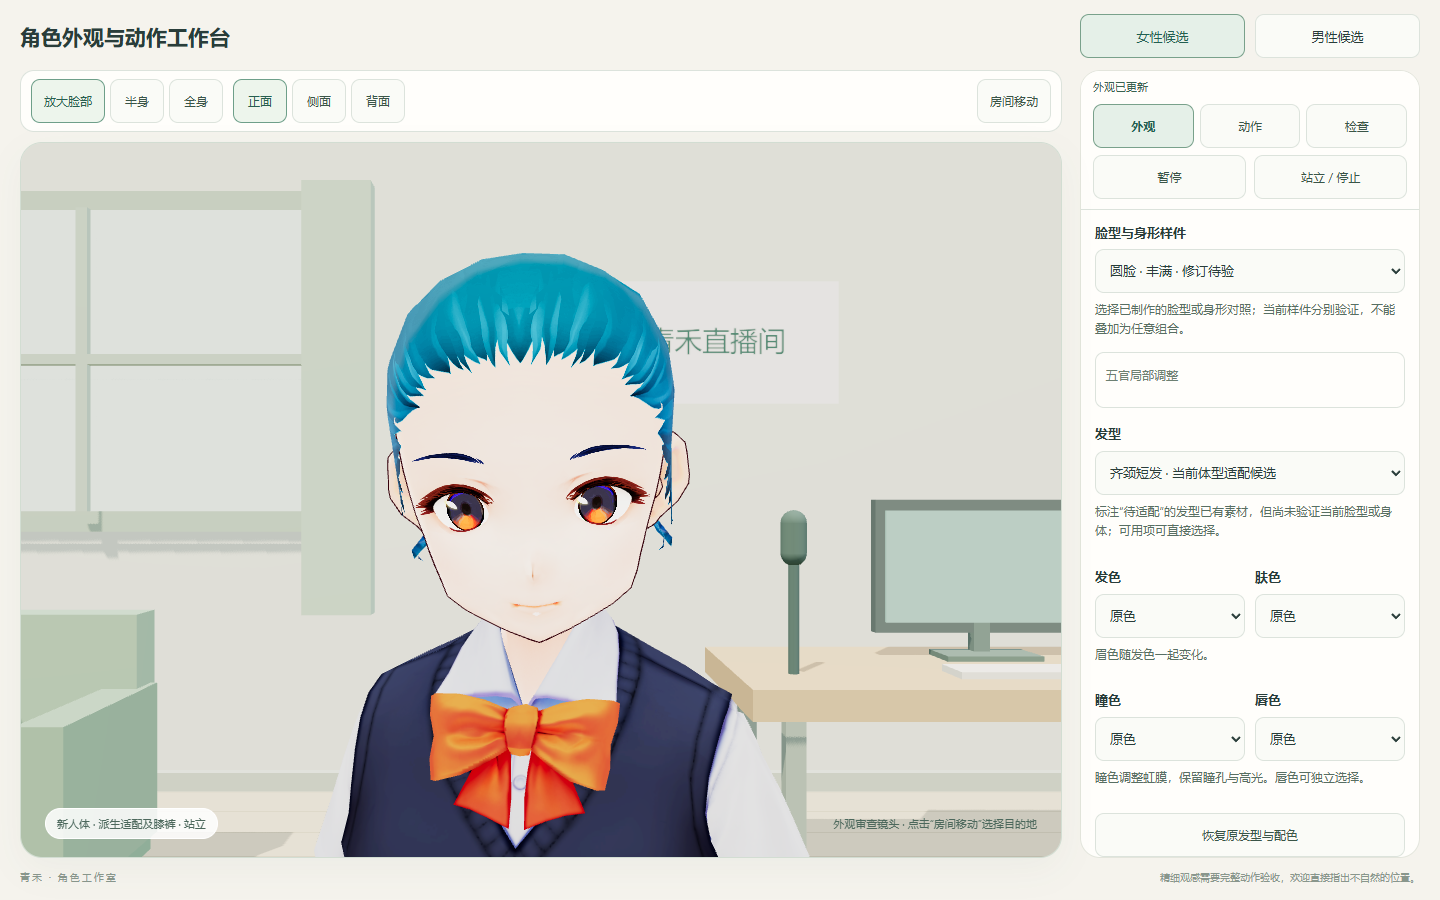 角色外观与动作工作台
女性候选
男性候选
放大脸部
半身
全身
正面
侧面
背面
房间移动
外观已更新
外观
动作
检查
暂停
站立 / 停止
青禾直播间
脸型与身形样件
圆脸 · 丰满 · 修订待验
选择已制作的脸型或身形对照；当前样件分别验证，不能
叠加为任意组合。
五官局部调整
发型
齐颈短发 · 当前体型适配候选
标注“待适配”的发型已有素材，但尚未验证当前脸型或身
体；可用项可直接选择。
发色
肤色
原色
原色
眉色随发色一起变化。
瞳色
唇色
原色
原色
瞳色调整虹膜，保留瞳孔与高光。唇色可独立选择。
恢复原发型与配色
新人体 · 派生适配及膝裤 · 站立
外观审查镜头 · 点击“房间移动”选择目的地
青禾 · 角色工作室
精细观感需要完整动作验收，欢迎直接指出不自然的位置。